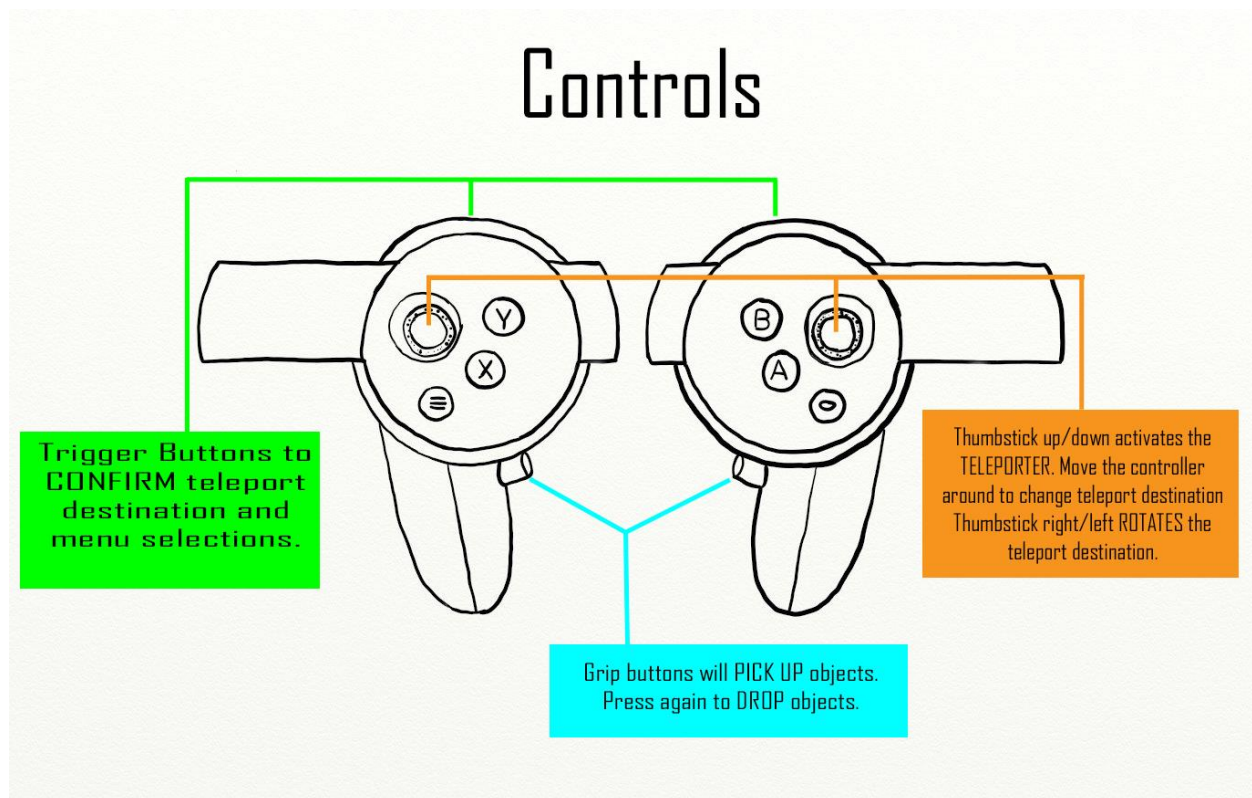 Controls
Y
X
B
A
Trigger Buttons to
CONFIRM teleport
destination and
menu selections.
Thumbstick up/down activates the
TELEPORTER. Move the controller
around to change teleport destination
Thumbstick right/left ROTATES the
teleport destination.
Grip buttons will PICK UP objects.
Press again to DROP objects.